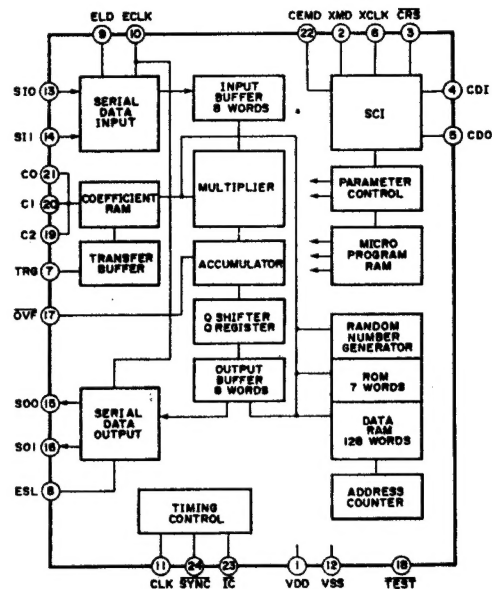 ELD ECLK
9 10
CEMD XMD XCLK CRS
22 2 6 3
SI0 13
SI1 14
SERIAL
DATA
INPUT
INPUT
BUFFER
8 WORDS
SCI
4 CDI
5 CDO
C0 21
C1 20
C2 19
COEFFICIENT
RAM
MULTIPLIER
PARAMETER
CONTROL
TRG 7
TRANSFER
BUFFER
ACCUMULATOR
MICRO
PROGRAM
RAM
OVF 17
Q SHIFTER
Q REGISTER
RANDOM
NUMBER
GENERATOR
OUTPUT
BUFFER
8 WORDS
ROM
7 WORDS
SO0 15
SO1 16
SERIAL
DATA
OUTPUT
DATA
RAM
128 WORDS
ESL 8
ADDRESS
COUNTER
TIMING
CONTROL
11 24 23 1 12 18
CLK SYNC IC VDD VSS TEST